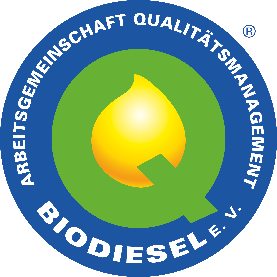 ARBEITSGEMEINSCHAFT QUALITÄTSMANAGEMENT
®
Q
BIODIESEL E. V.